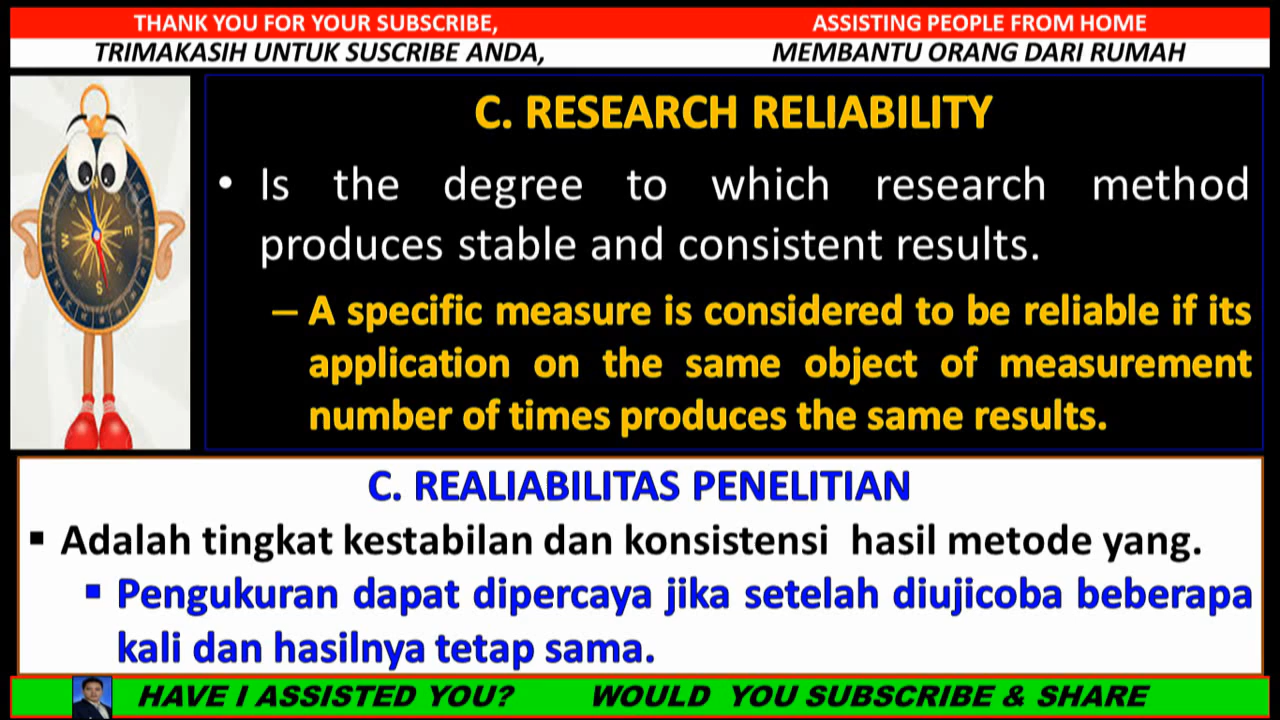 THANK YOU FOR YOUR SUBSCRIBE, ASSISTING PEOPLE FROM HOME
TRIMAKASIH UNTUK SUSCRIBE ANDA, MEMBANTU ORANG DARI RUMAH
C. RESEARCH RELIABILITY
• Is the degree to which research method
produces stable and consistent results.
– A specific measure is considered to be reliable if its
application on the same object of measurement
number of times produces the same results.
N
E
W
S
C. REALIABILITAS PENELITIAN
▪ Adalah tingkat kestabilan dan konsistensi hasil metode yang.
▪ Pengukuran dapat dipercaya jika setelah diujicoba beberapa
kali dan hasilnya tetap sama.
HAVE I ASSISTED YOU? WOULD YOU SUBSCRIBE & SHARE